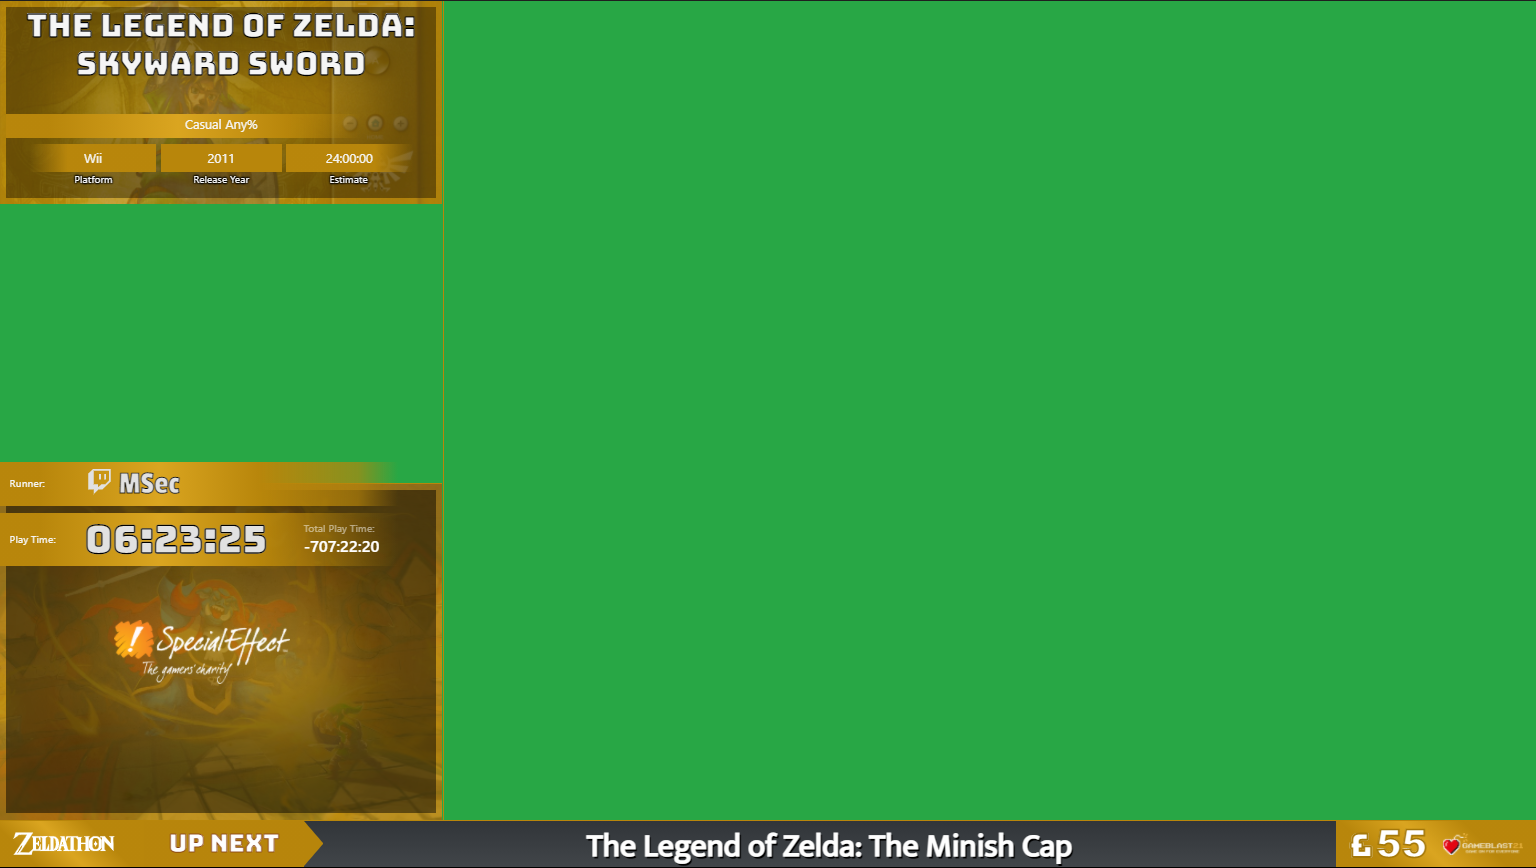 THE LEGEND OF ZELDA:
SKYWARD SWORD
Casual Any%
Wii
2011
24:00:00
Platform
Release Year
Estimate
Runner:
MSec
Play Time:
06:23:25
Total Play Time:
-707:22:20
! SpecialEffect
The gamers' charity
ZELDATHON
UP NEXT
The Legend of Zelda: The Minish Cap
£ 55
GAMEBLAST21